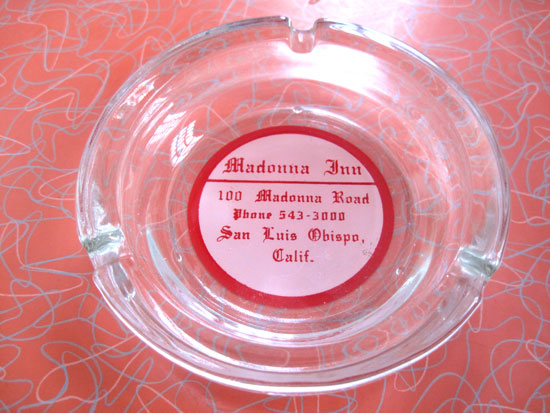 Madonna Inn
100 Madonna Road
Phone 543-3000
San Luis Obispo,
Calif.